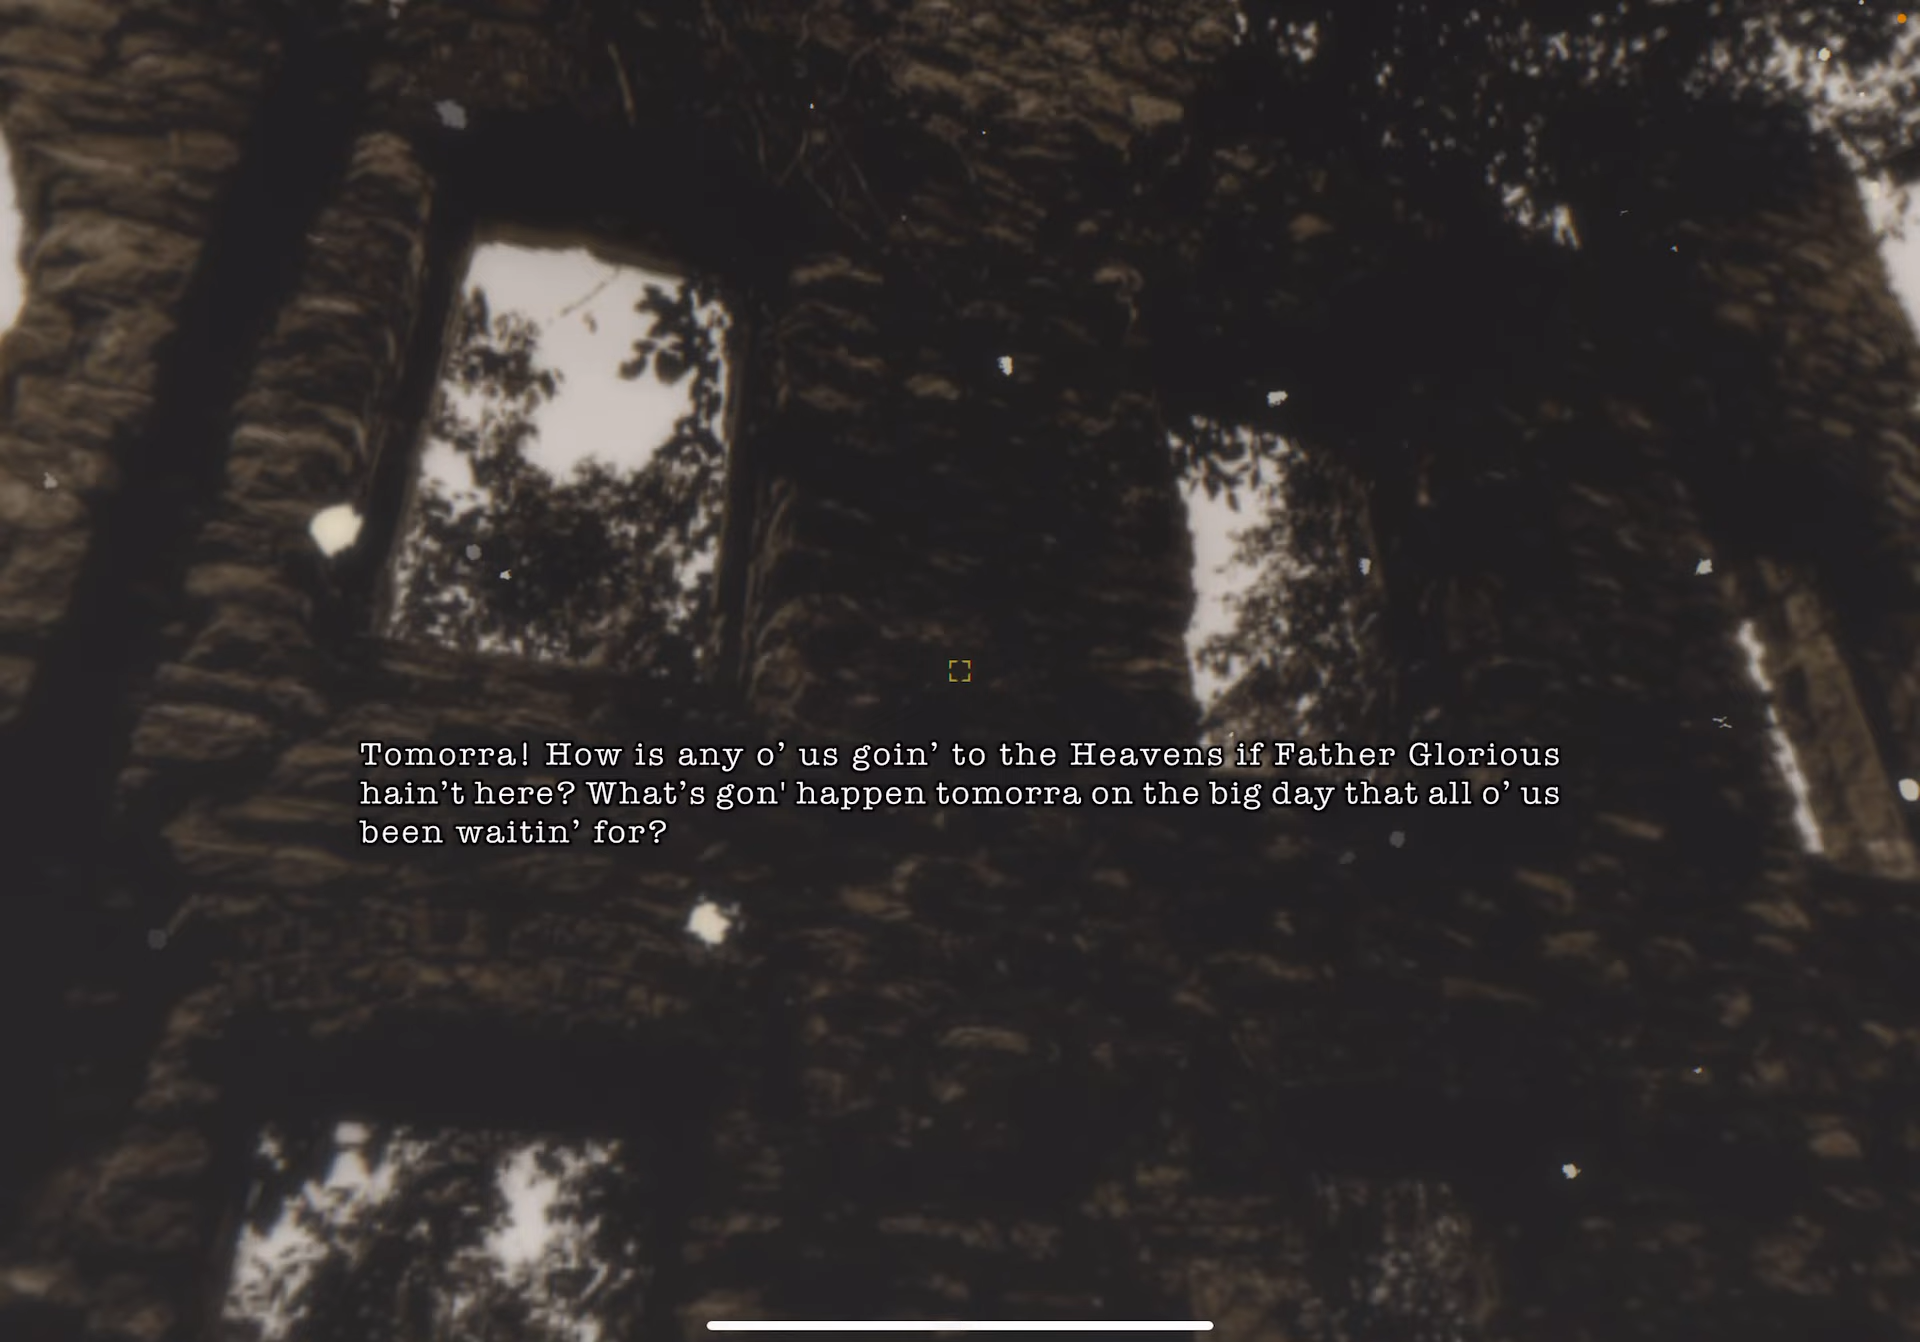 Tomorra! How is any o’ us goin’ to the Heavens if Father Glorious
hain’t here? What’s gon' happen tomorra on the big day that all o’ us
been waitin’ for?